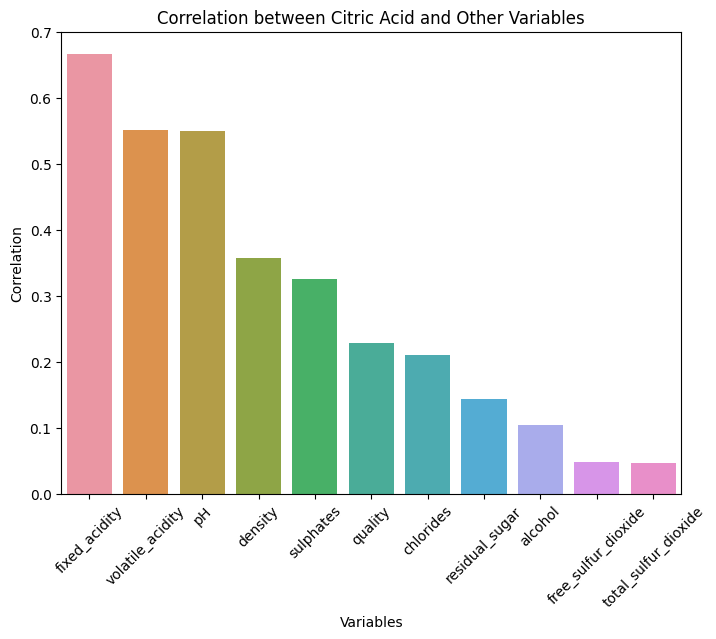 Correlation between Citric Acid and Other Variables
0.7
0.6
0.5
0.4
0.3
0.2
0.1
0.0
Correlation
fixed_acidity
volatile_acidity
pH
density
sulphates
quality
chlorides
residual_sugar
alcohol
free_sulfur_dioxide
total_sulfur_dioxide
Variables